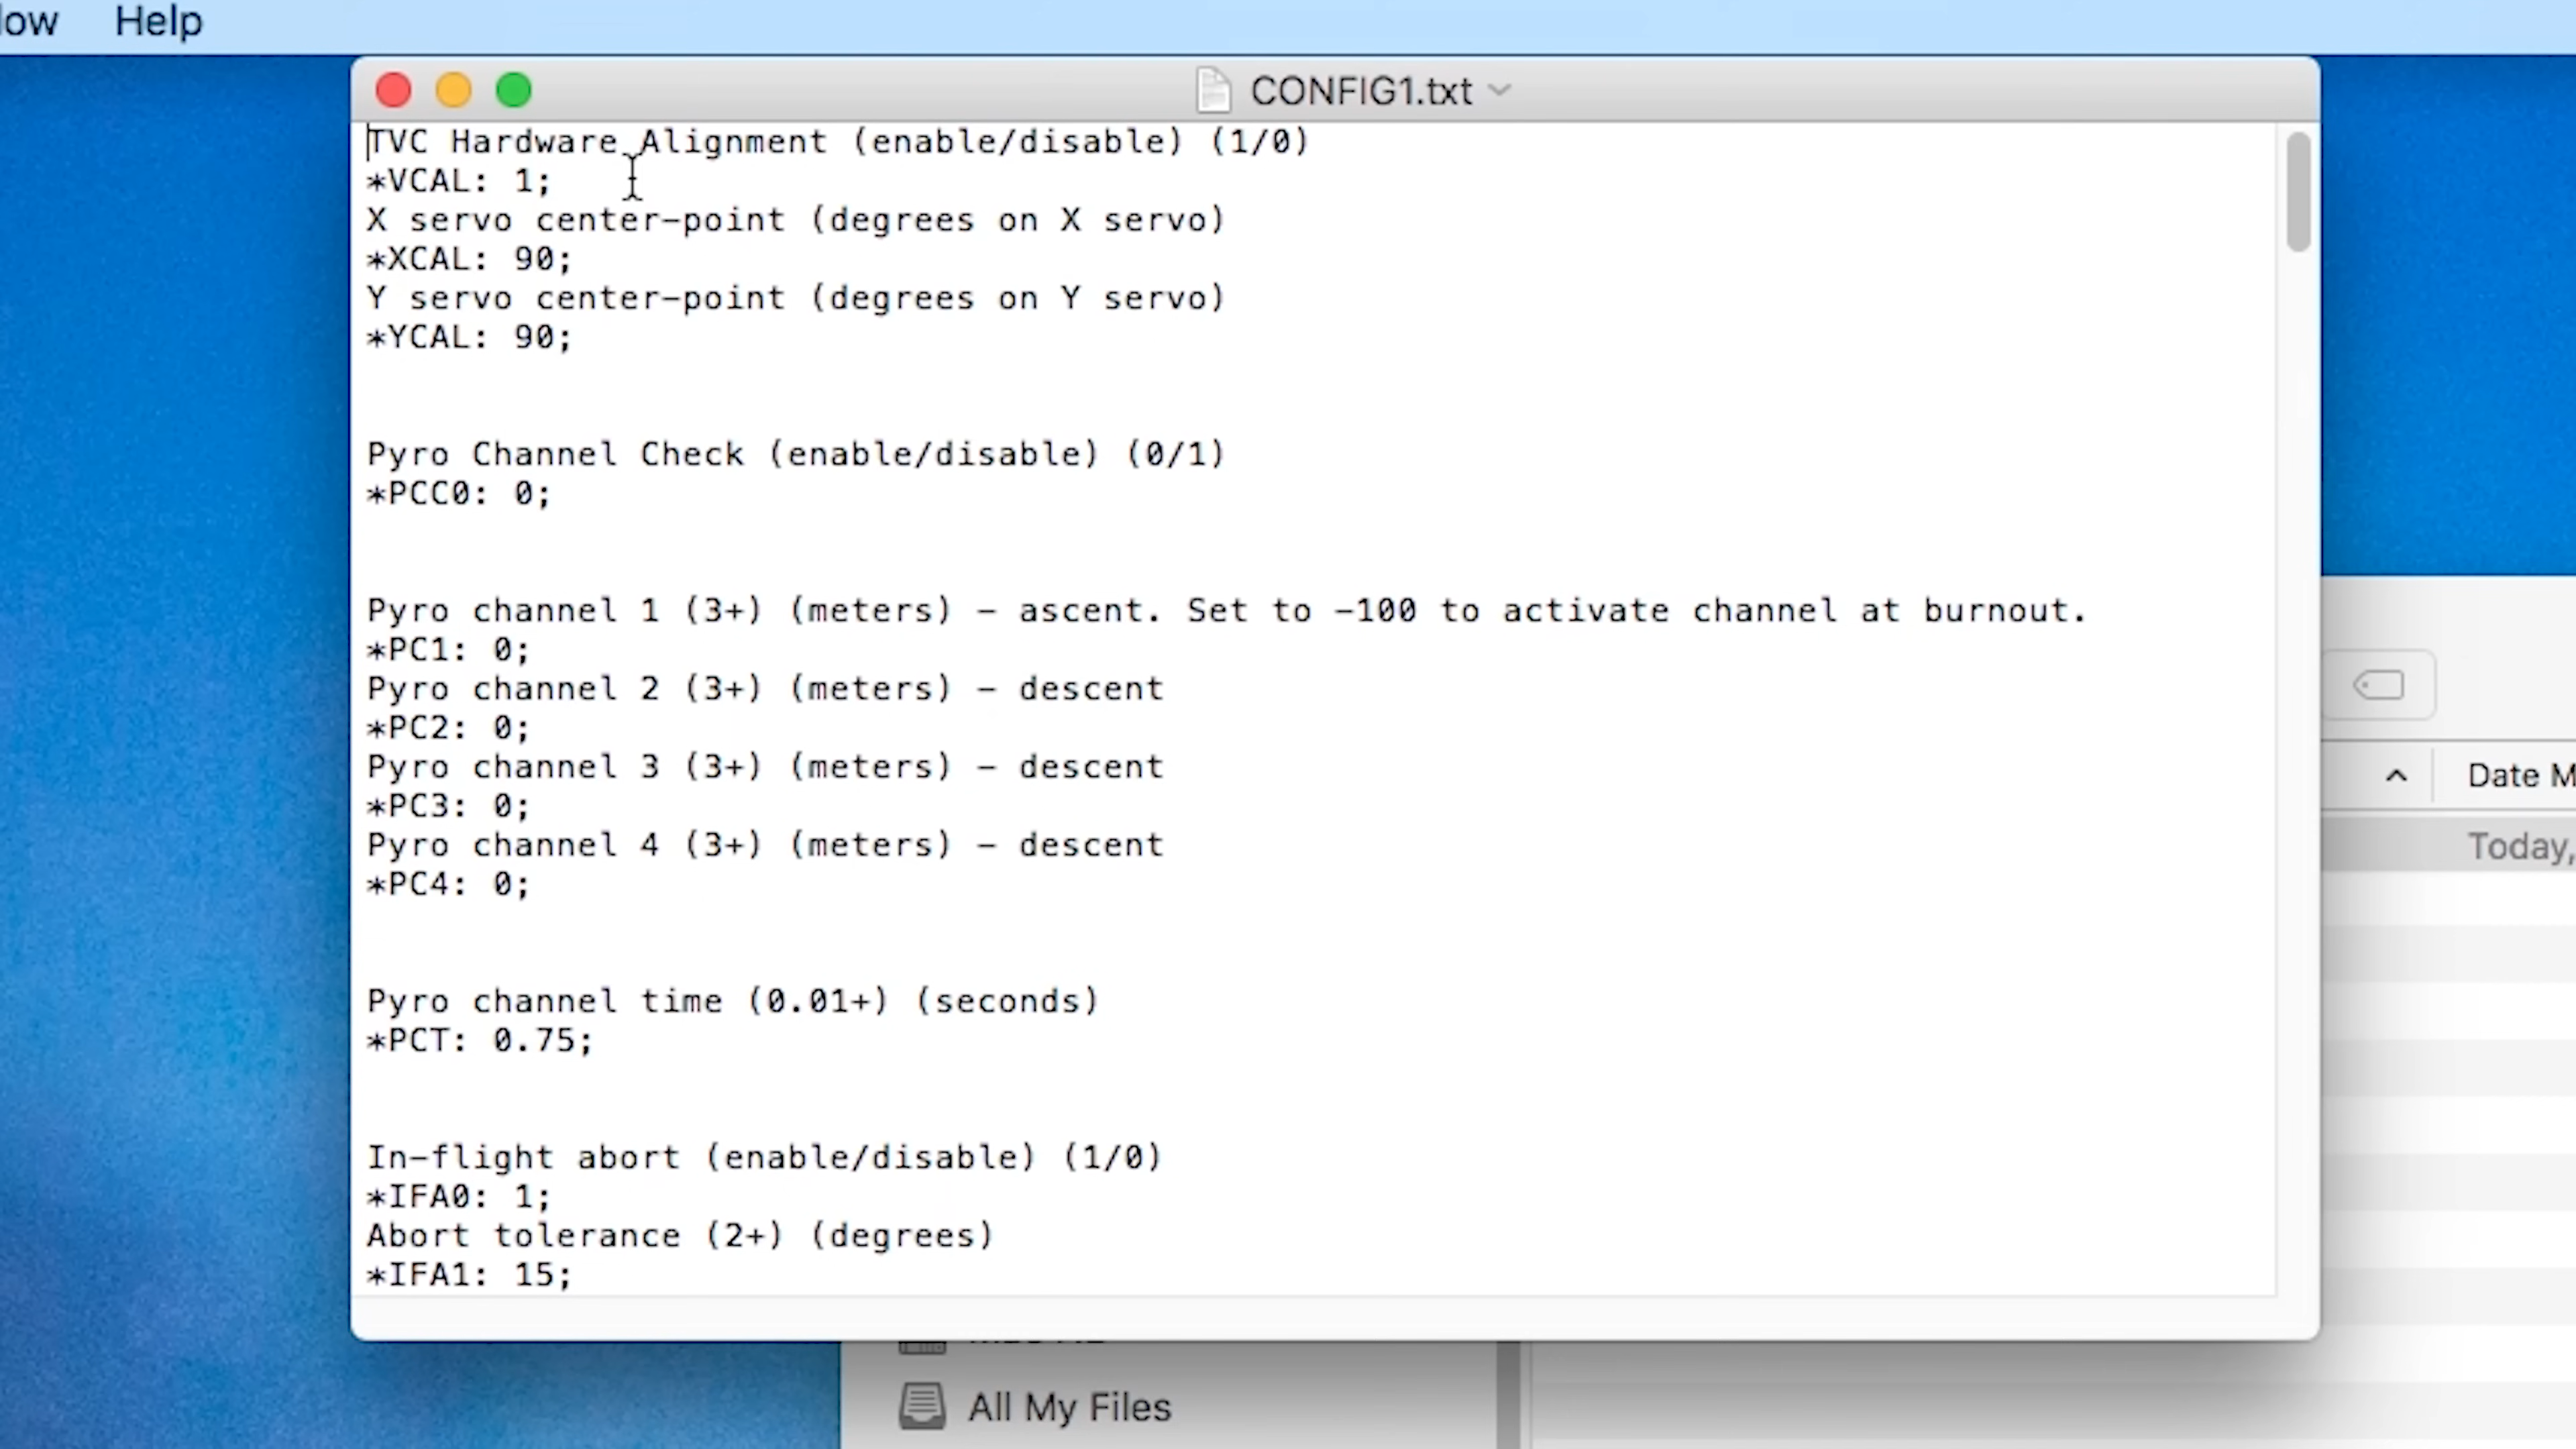 Help
CONFIG1.txt
TVC Hardware Alignment (enable/disable) (1/0)
*VCAL: 1;
X servo center-point (degrees on X servo)
*XCAL: 90;
Y servo center-point (degrees on Y servo)
*YCAL: 90;
Pyro Channel Check (enable/disable) (0/1)
*PCC0: 0;
Pyro channel 1 (3+) (meters) - ascent. Set to -100 to activate channel at burnout.
*PC1: 0;
Pyro channel 2 (3+) (meters) - descent
*PC2: 0;
Pyro channel 3 (3+) (meters) - descent
*PC3: 0;
Pyro channel 4 (3+) (meters) - descent
*PC4: 0;
Pyro channel time (0.01+) (seconds)
*PCT: 0.75;
In-flight abort (enable/disable) (1/0)
*IFA0: 1;
Abort tolerance (2+) (degrees)
*IFA1: 15;
Date M
Today,
All My Files